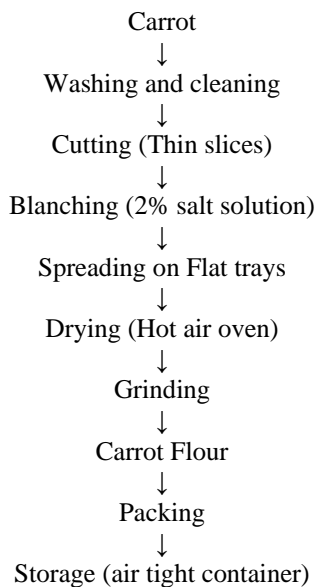 Carrot
↓
Washing and cleaning
↓
Cutting (Thin slices)
↓
Blanching (2% salt solution)
↓
Spreading on Flat trays
↓
Drying (Hot air oven)
↓
Grinding
↓
Carrot Flour
↓
Packing
↓
Storage (air tight container)